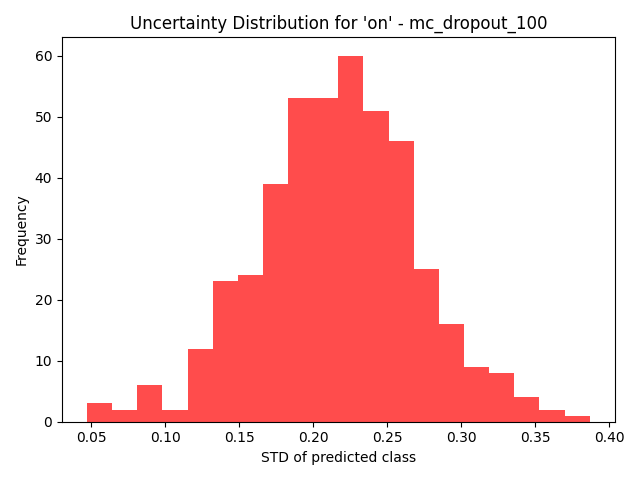 Uncertainty Distribution for 'on' - mc_dropout_100
60
50
40
30
20
10
0
Frequency
0.05 0.10 0.15 0.20 0.25 0.30 0.35 0.40
STD of predicted class